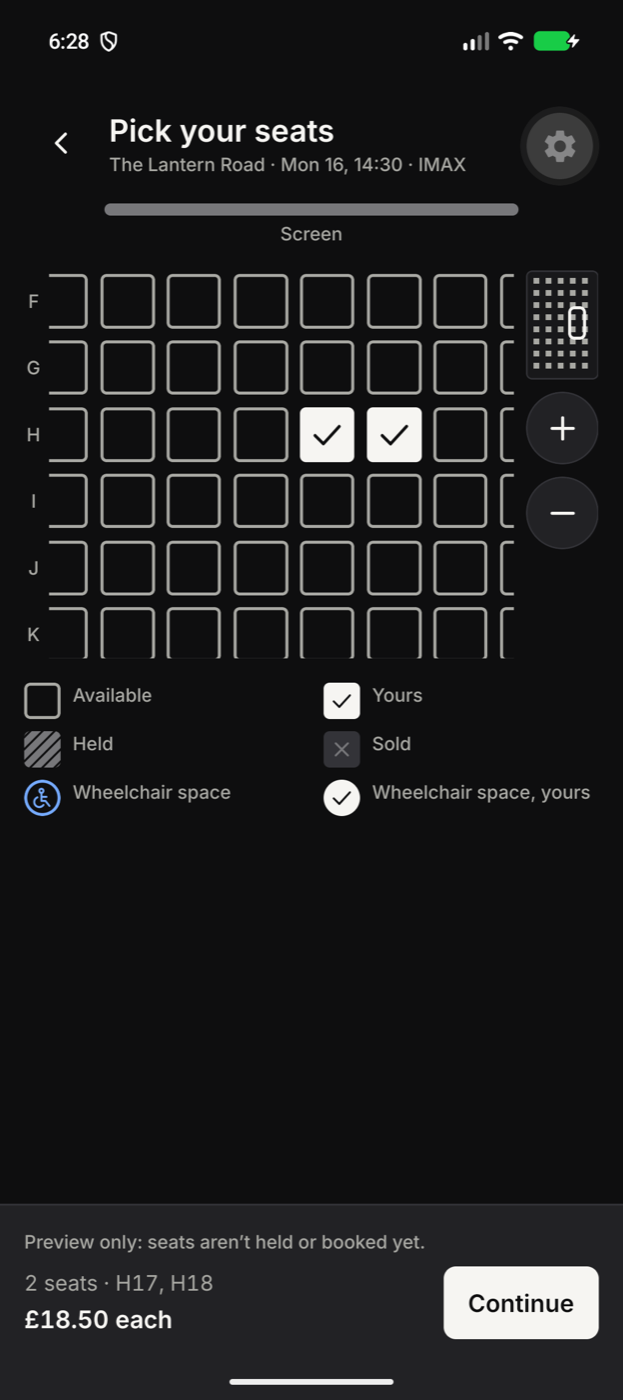 6:28
Pick your seats
The Lantern Road · Mon 16, 14:30 · IMAX
Screen
F
G
H
I
J
K
Available
Yours
Held
Sold
Wheelchair space
Wheelchair space, yours
Preview only: seats aren’t held or booked yet.
2 seats · H17, H18
£18.50 each
Continue